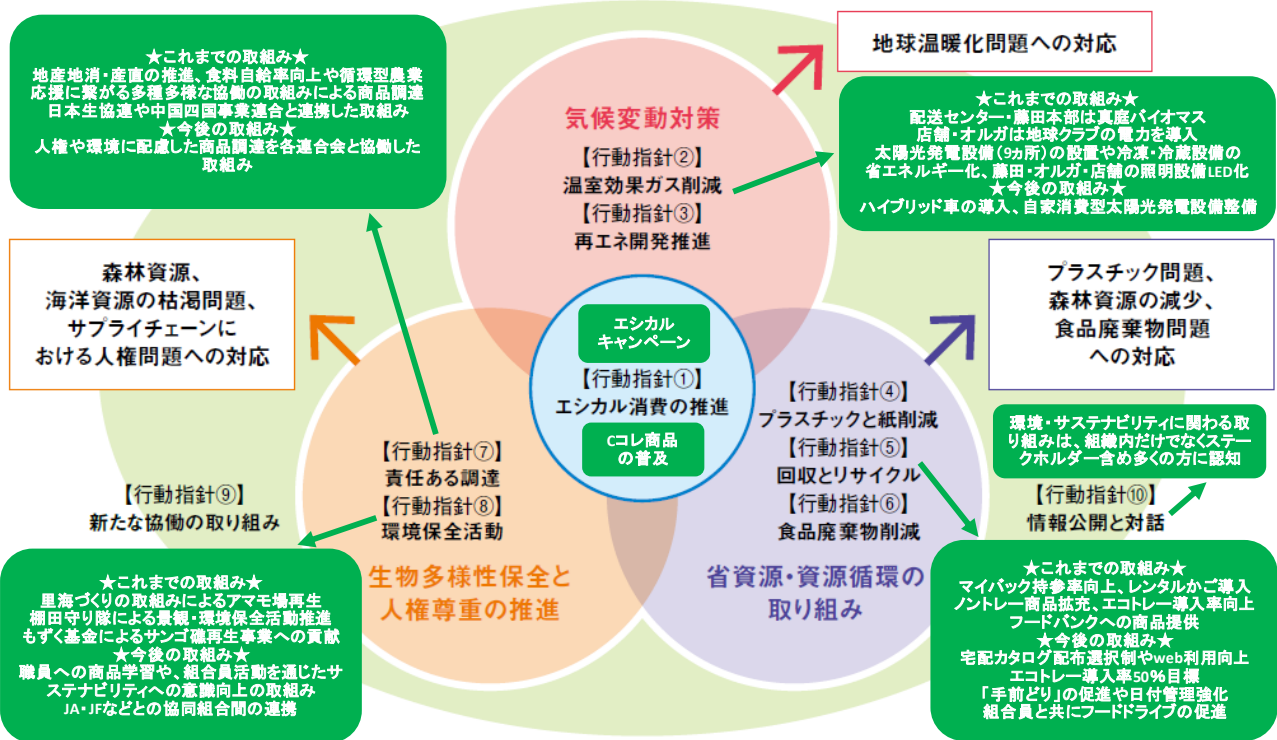 ★これまでの取組み★
地産地消・産直の推進、食料自給率向上や循環型農業
応援に繋がる多種多様な協働の取組みによる商品調達
日本生協連や中国四国事業連合と連携した取組み
★今後の取組み★
人権や環境に配慮した商品調達を各連合会と協働した
取組み
地球温暖化問題への対応
★これまでの取組み★
配送センター・藤田本部は真庭バイオマス
店舗・オルガは地球クラブの電力を導入
太陽光発電設備（9ヵ所）の設置や冷凍・冷蔵設備の
省エネルギー化、藤田・オルガ・店舗の照明設備LED化
★今後の取組み★
ハイブリッド車の導入、自家消費型太陽光発電設備整備
気候変動対策
【行動指針②】
温室効果ガス削減
【行動指針③】
再エネ開発推進
森林資源、
海洋資源の枯渇問題、
サプライチェーンに
おける人権問題への対応
プラスチック問題、
森林資源の減少、
食品廃棄物問題
への対応
エシカル
キャンペーン
【行動指針①】
エシカル消費の推進
Cコレ商品
の普及
【行動指針④】
プラスチックと紙削減
【行動指針⑤】
回収とリサイクル
【行動指針⑥】
食品廃棄物削減
省資源・資源循環の
取り組み
【行動指針⑦】
責任ある調達
【行動指針⑧】
環境保全活動
生物多様性保全と
人権尊重の推進
【行動指針⑨】
新たな協働の取り組み
環境・サステナビリティに関わる取
り組みは、組織内だけでなくステー
クホルダー含め多くの方に認知
【行動指針⑩】
情報公開と対話
★これまでの取組み★
里海づくりの取組みによるアマモ場再生
棚田守り隊による景観・環境保全活動推進
もずく基金によるサンゴ礁再生事業への貢献
★今後の取組み★
職員への商品学習や、組合員活動を通じたサ
ステナビリティへの意識向上の取組み
JA・JFなどとの協同組合間の連携
★これまでの取組み★
マイバック持参率向上、レンタルかご導入
ノントレー商品拡充、エコトレー導入率向上
フードバンクへの商品提供
★今後の取組み★
宅配カタログ配布選択制やweb利用向上
エコトレー導入率50％目標
「手前どり」の促進や日付管理強化
組合員と共にフードドライブの促進